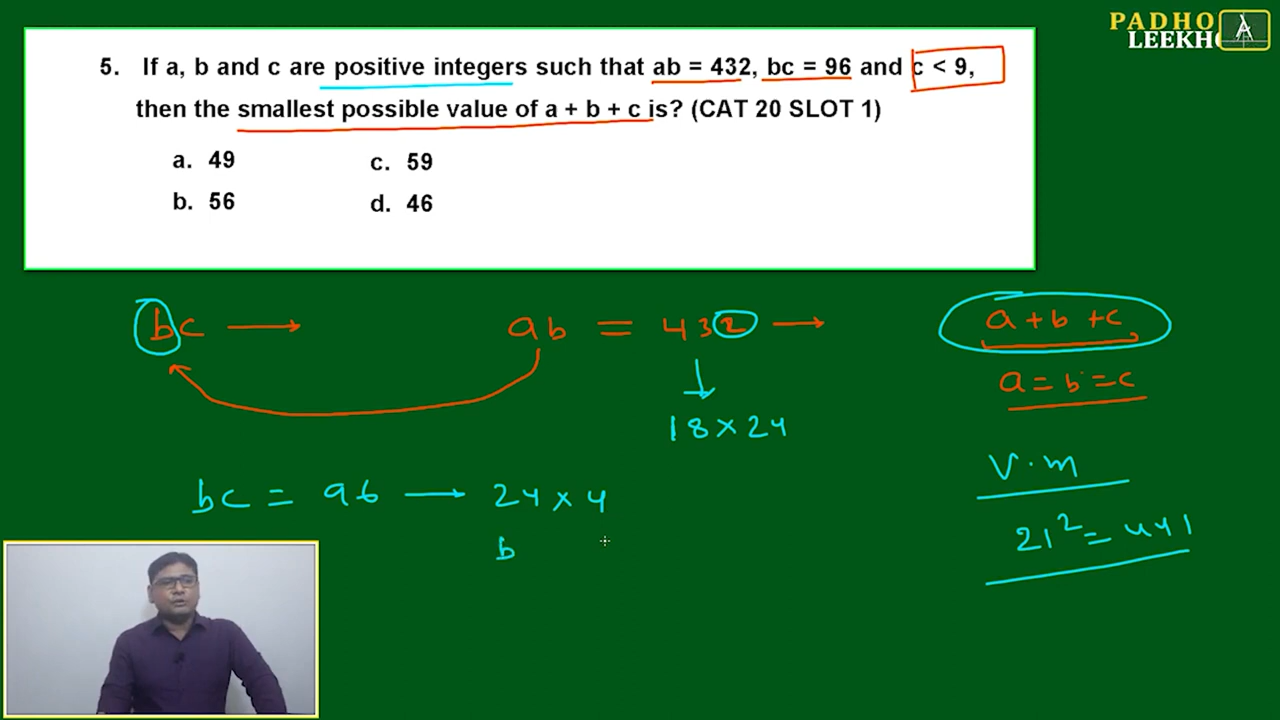 PADHO
LEEKHO
5. If a, b and c are positive integers such that ab = 432, bc = 96 and c < 9,
then the smallest possible value of a + b + c is? (CAT 20 SLOT 1)
a. 49
c. 59
b. 56
d. 46
bc → ab = 432 → a + b + c
a = b = c
18 × 24
V.m
bc = 96 → 24 × 4
b
21² = 441